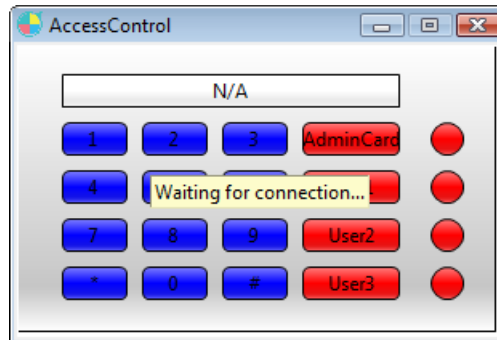 AccessControl
N/A
1 2 3 AdminCard
4 Waiting for connection...
7 8 9 User2
* 0 # User3